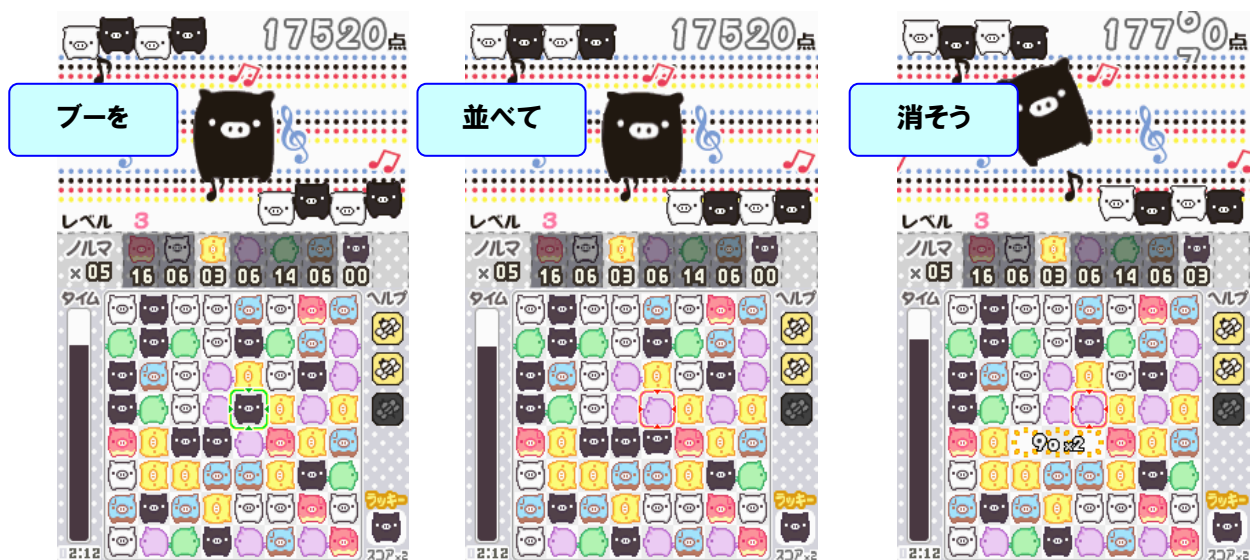 17520点
ブーを
レベル 3
ノルマ
×05 16 06 03 06 14 06 00
タイム
ヘルプ
ラッキー
2:12
スコア×2
17520点
並べて
レベル 3
ノルマ
×05 16 06 03 06 14 06 00
タイム
ヘルプ
ラッキー
2:12
スコア×2
177 0点
消そう
レベル 3
ノルマ
×05 16 06 03 06 14 06 03
タイム
ヘルプ
90x2
ラッキー
2:12
スコア×2